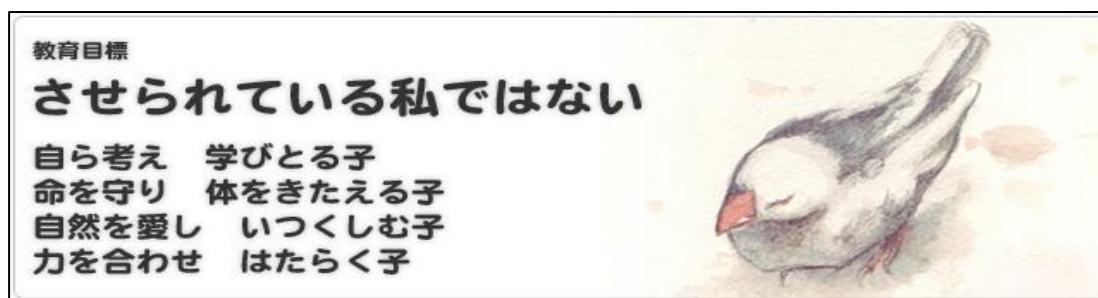 教育目標
させられている私ではない
自ら考え　学びとる子
命を守り　体をきたえる子
自然を愛し　いつくしむ子
力を合わせ　はたらく子